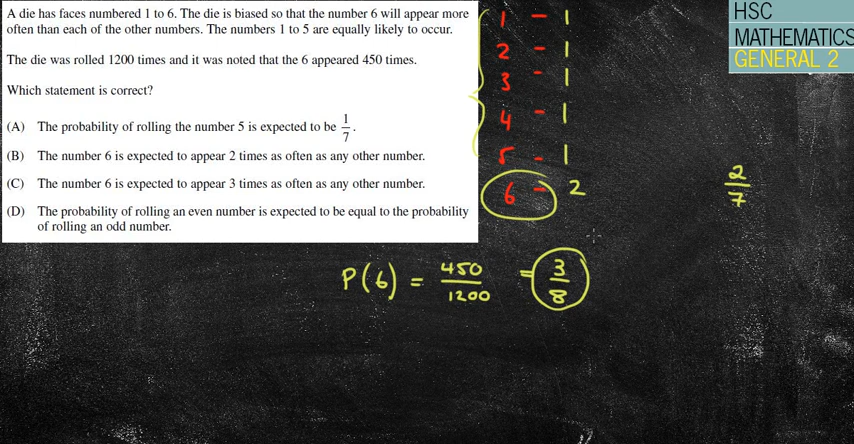 A die has faces numbered 1 to 6. The die is biased so that the number 6 will appear more
often than each of the other numbers. The numbers 1 to 5 are equally likely to occur.
The die was rolled 1200 times and it was noted that the 6 appeared 450 times.
Which statement is correct?
(A) The probability of rolling the number 5 is expected to be 1/7.
(B) The number 6 is expected to appear 2 times as often as any other number.
(C) The number 6 is expected to appear 3 times as often as any other number.
(D) The probability of rolling an even number is expected to be equal to the probability
of rolling an odd number.
1 - 1
2 - 1
3 - 1
4 - 1
5 - 1
6 - 2
HSC
MATHEMATICS
GENERAL 2
2/7
P(6) = 450/1200 = 3/8